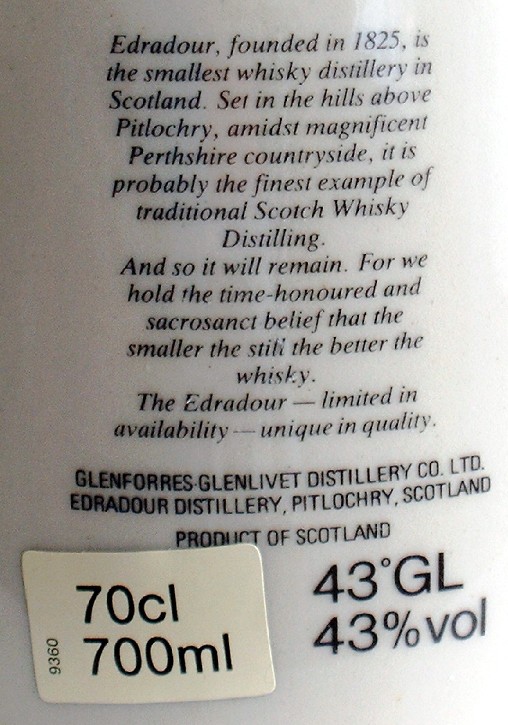 Edradour, founded in 1825, is
the smallest whisky distillery in
Scotland. Set in the hills above
Pitlochry, amidst magnificent
Perthshire countryside, it is
probably the finest example of
traditional Scotch Whisky
Distilling.
And so it will remain. For we
hold the time-honoured and
sacrosanct belief that the
smaller the still the better the
whisky.
The Edradour — limited in
availability — unique in quality.
GLENFORRES-GLENLIVET DISTILLERY CO. LTD.
EDRADOUR DISTILLERY, PITLOCHRY, SCOTLAND
PRODUCT OF SCOTLAND
70cl
700ml
9360
43°GL
43%vol